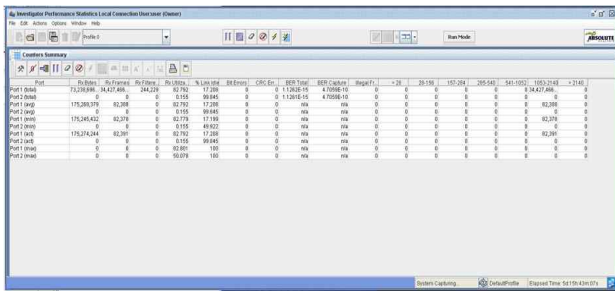 Investigator Performance Statistics Local Connection User:user (Owner)
File Edit Actions Options Window Help
Profile:0
Run Mode
ABSOLUTE
Counters Summary
Port Rx Bytes Rx Frames Rx Filtere... Rx Utiliza... % Link Idle Bit Errors CRC Err... BER Total BER Capture Illegal Fr... < 28 28-156 157-284 285-540 541-1052 1053-2140 > 2140
Port 1 (total) 34,427,466... 244,229 82.792 17.208 0 0 1.1282E-15 4.7059E-10 0 0 0 0 0 0 34,427,466... 0
Port 2 (total) 0 0 0 0.155 99.845 0 0 1.1281E-15 4.7059E-10 0 0 0 0 0 0 0 0
Port 1 (avg) 175,269,379 82,388 0 82.792 17.208 0 0 n/a n/a 0 0 0 0 0 0 82,388 0
Port 2 (avg) 0 0 0 0.155 99.845 0 0 n/a n/a 0 0 0 0 0 0 0 0
Port 1 (min) 175,245,432 82,378 0 82.779 17.199 0 0 n/a n/a 0 0 0 0 0 0 82,378 0
Port 2 (min) 0 0 0 0.155 49.922 0 0 n/a n/a 0 0 0 0 0 0 0 0
Port 1 (act) 175,274,244 82,391 0 82.792 17.208 0 0 n/a n/a 0 0 0 0 0 0 82,391 0
Port 2 (act) 0 0 0 0.155 99.845 0 0 n/a n/a 0 0 0 0 0 0 0 0
Port 1 (max) 0 0 0 82.801 100 0 0 n/a n/a 0 0 0 0 0 0 0 0
Port 2 (max) 0 0 0 50.078 100 0 0 n/a n/a 0 0 0 0 0 0 0 0
System Capturing... DefaultProfile Elapsed Time: 5d 15h 43m 07s